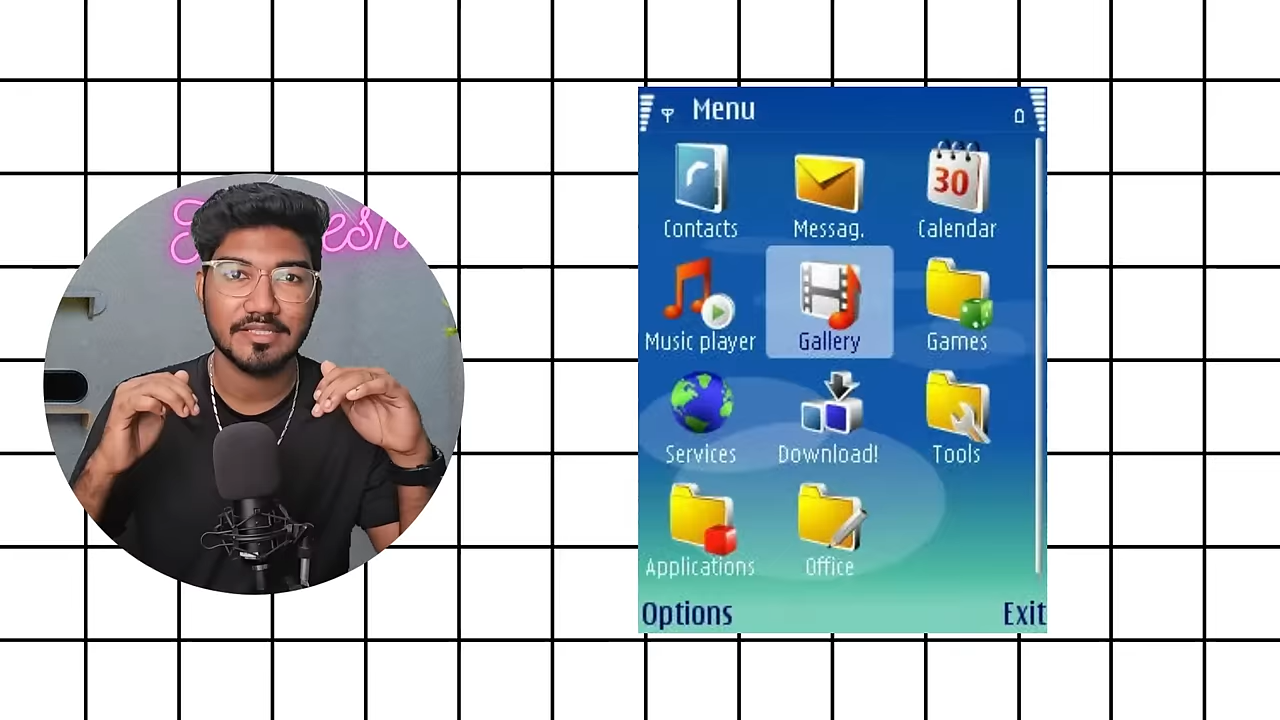 Menu
Contacts
Messag.
30
Calendar
Music player
Gallery
Games
Services
Download!
Tools
Applications
Office
Options
Exit